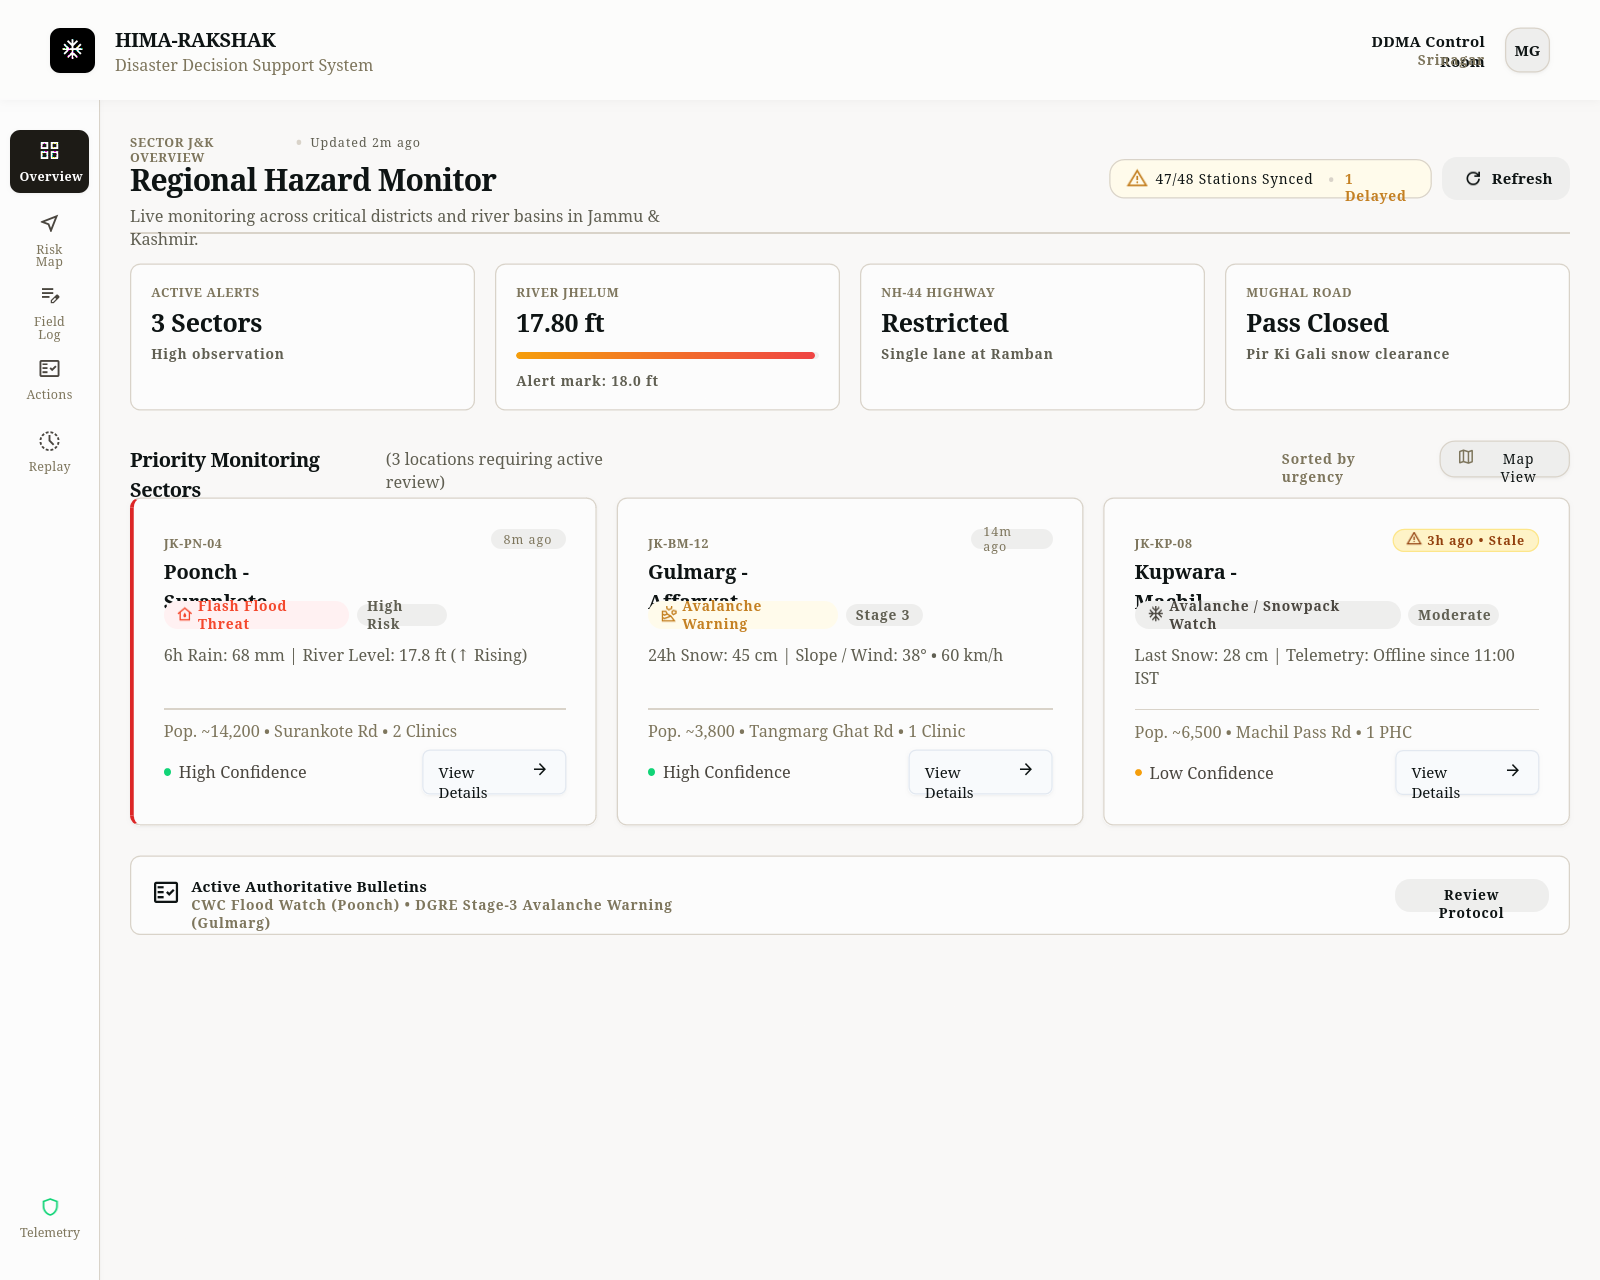 HIMA-RAKSHAK
Disaster Decision Support System
DDMA Control
Room
Srinagar
MG
Overview
Risk
Map
Field
Log
Actions
Replay
Telemetry
SECTOR J&K
OVERVIEW
• Updated 2m ago
Regional Hazard Monitor
Live monitoring across critical districts and river basins in Jammu &
Kashmir.
47/48 Stations Synced • 1
Delayed
Refresh
ACTIVE ALERTS
3 Sectors
High observation
RIVER JHELUM
17.80 ft
Alert mark: 18.0 ft
NH-44 HIGHWAY
Restricted
Single lane at Ramban
MUGHAL ROAD
Pass Closed
Pir Ki Gali snow clearance
Priority Monitoring
Sectors
(3 locations requiring active
review)
Sorted by
urgency
Map
View
JK-PN-04
8m ago
Poonch -
Surankote
Flash Flood
Threat
High
Risk
6h Rain: 68 mm | River Level: 17.8 ft (↑ Rising)
Pop. ~14,200 • Surankote Rd • 2 Clinics
High Confidence
View
Details
JK-BM-12
14m
ago
Gulmarg -
Affarwat
Avalanche
Warning
Stage 3
24h Snow: 45 cm | Slope / Wind: 38° • 60 km/h
Pop. ~3,800 • Tangmarg Ghat Rd • 1 Clinic
High Confidence
View
Details
JK-KP-08
3h ago • Stale
Kupwara -
Machil
Avalanche / Snowpack
Watch
Moderate
Last Snow: 28 cm | Telemetry: Offline since 11:00
IST
Pop. ~6,500 • Machil Pass Rd • 1 PHC
Low Confidence
View
Details
Active Authoritative Bulletins
CWC Flood Watch (Poonch) • DGRE Stage-3 Avalanche Warning
(Gulmarg)
Review
Protocol